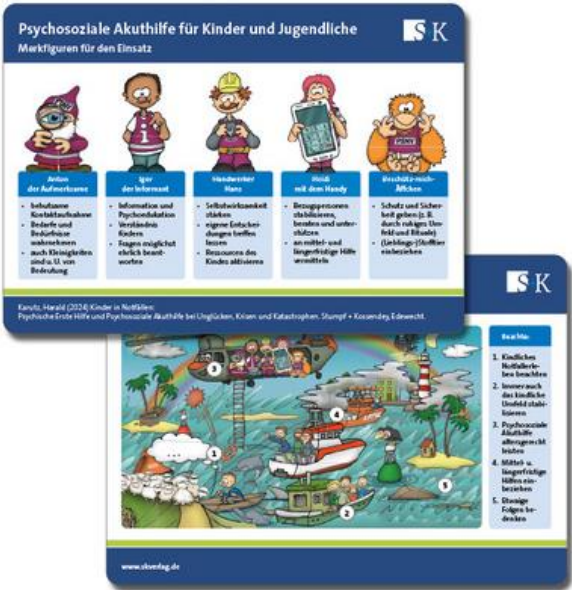 Psychosoziale Akuthilfe für Kinder und Jugendliche
Merkfiguren für den Einsatz
S K
i
PSNV
Anton
der Aufmerksame
• behutsame
Kontaktaufnahme
• Bedarfe und
Bedürfnisse
wahrnehmen
• auch Kleinigkeiten
sind u. U. von
Bedeutung
Igor
der Informant
• Information und
Psychoedukation
• Verständnis
fördern
• Fragen möglichst
ehrlich beant-
worten
Handwerker
Hans
• Selbstwirksamkeit
stärken
• eigene Entschei-
dungen treffen
lassen
• Ressourcen des
Kindes aktivieren
Heidi
mit dem Handy
• Bezugspersonen
stabilisieren,
beraten und unter-
stützen
• an mittel- und
längerfristige Hilfe
vermitteln
Beschütz-mich-
Äffchen
• Schutz und Sicher-
heit geben (z. B.
durch ruhiges Um-
feld und Rituale)
• (Lieblings-)Stofftier
einbeziehen
Karutz, Harald (2024) Kinder in Notfällen:
Psychische Erste Hilfe und Psychosoziale Akuthilfe bei Unglücken, Krisen und Katastrophen. Stumpf + Kossendey, Edewecht.
S K
3
4
1
5
2
Beachte:
1. Kindliches
Notfallerle-
ben beachten
2. Immer auch
das kindliche
Umfeld stabi-
lisieren
3. Psychosoziale
Akuthilfe
altersgerecht
leisten
4. Mittel- u.
längerfristige
Hilfen ein-
beziehen
5. Etwaige
Folgen be-
denken
www.skverlag.de